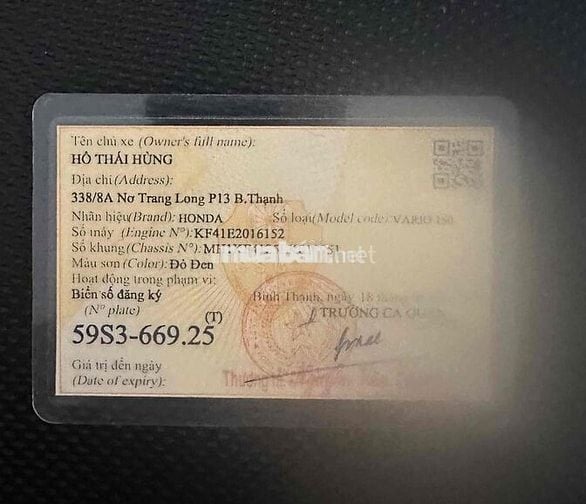 Tên chủ xe (Owner's full name):
HỒ THÁI HÙNG
Địa chỉ (Address):
338/8A Nơ Trang Long P13 B.Thạnh
Nhãn hiệu (Brand): HONDA Số loại (Model code): VARIO 150
Số máy (Engine N°): KF41E2016152
Số khung (Chassis N°):
muaban.net
Màu sơn (Color): Đỏ Đen
Hoạt động trong phạm vi:
Biển số đăng ký Bình Thạnh, ngày 18 tháng
(N° plate) TRƯỞNG CA
59S3-669.25 (T)
Giá trị đến ngày
(Date of expiry): Thượng tá